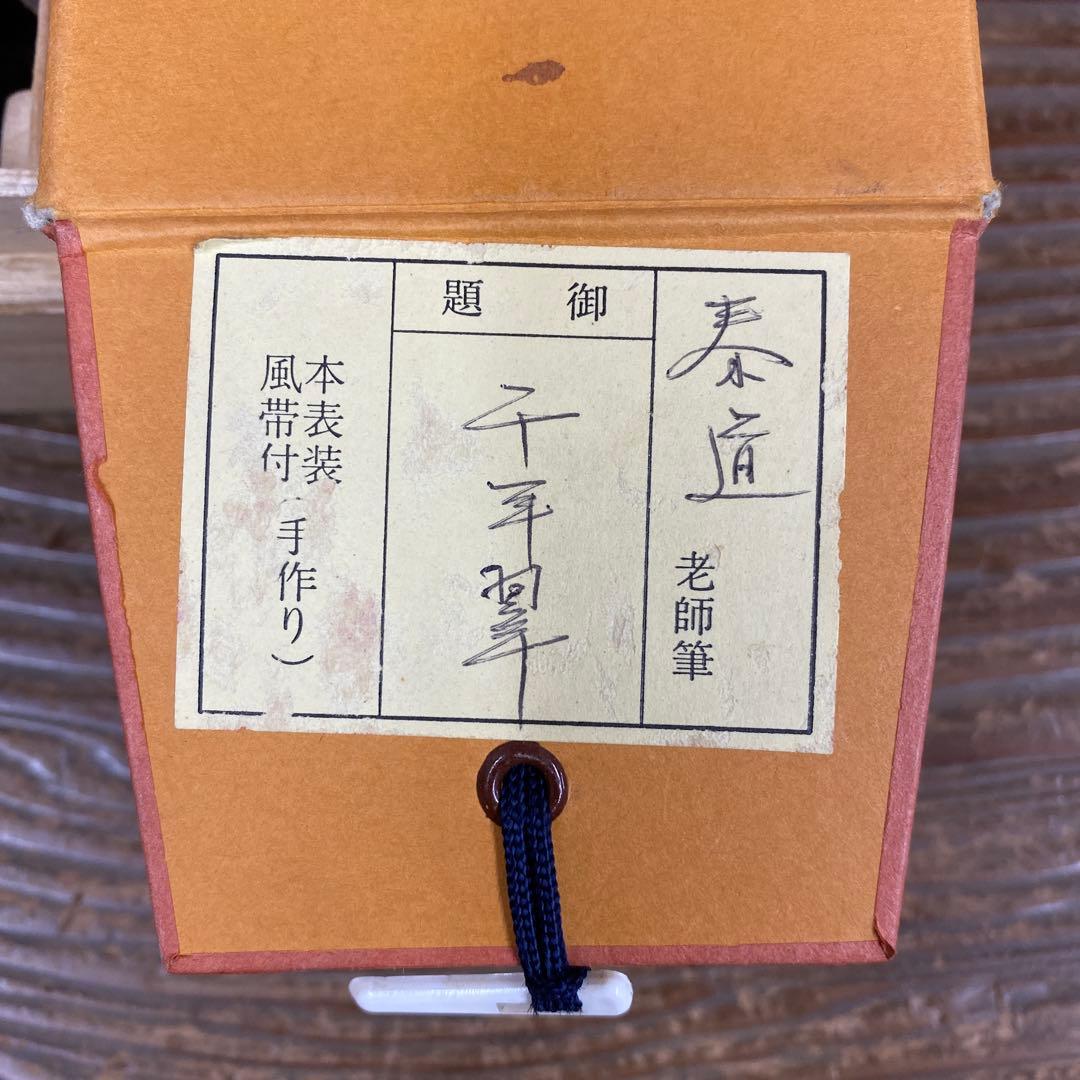 泰道
老師筆
御題
千年翠
本表装
風帯付(手作り)